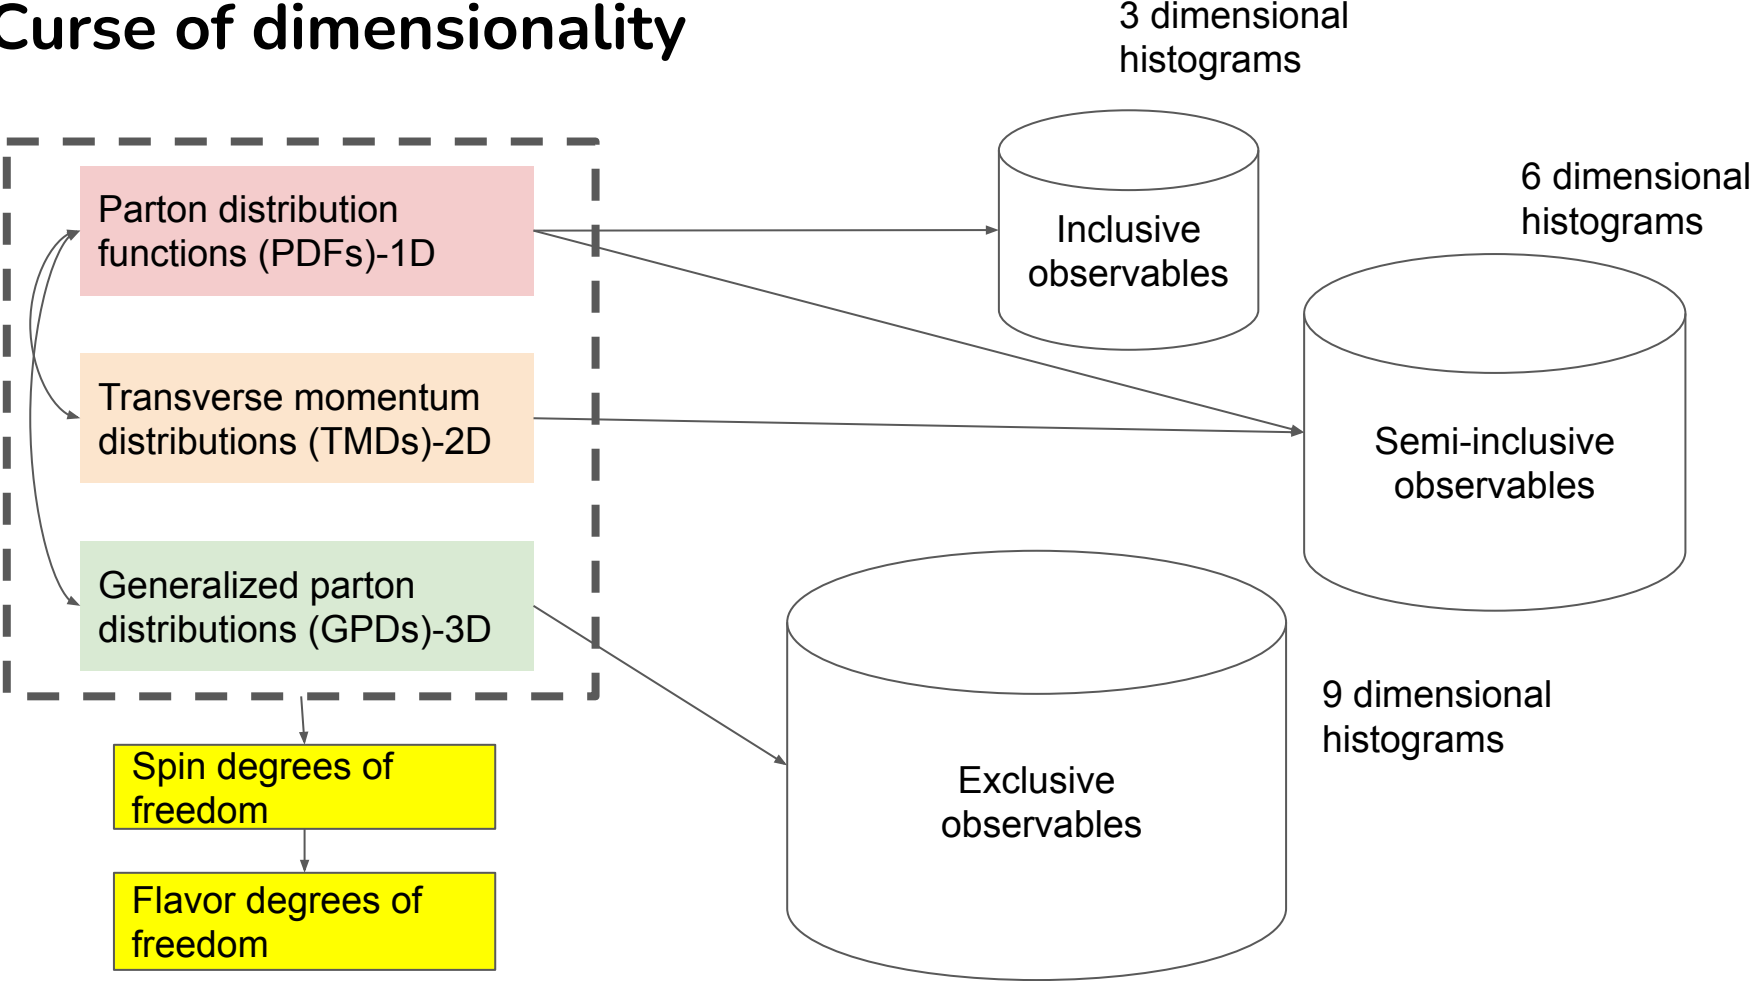 Curse of dimensionality
3 dimensional
histograms
Parton distribution
functions (PDFs)-1D
Inclusive
observables
6 dimensional
histograms
Transverse momentum
distributions (TMDs)-2D
Semi-inclusive
observables
Generalized parton
distributions (GPDs)-3D
9 dimensional
histograms
Exclusive
observables
Spin degrees of
freedom
Flavor degrees of
freedom